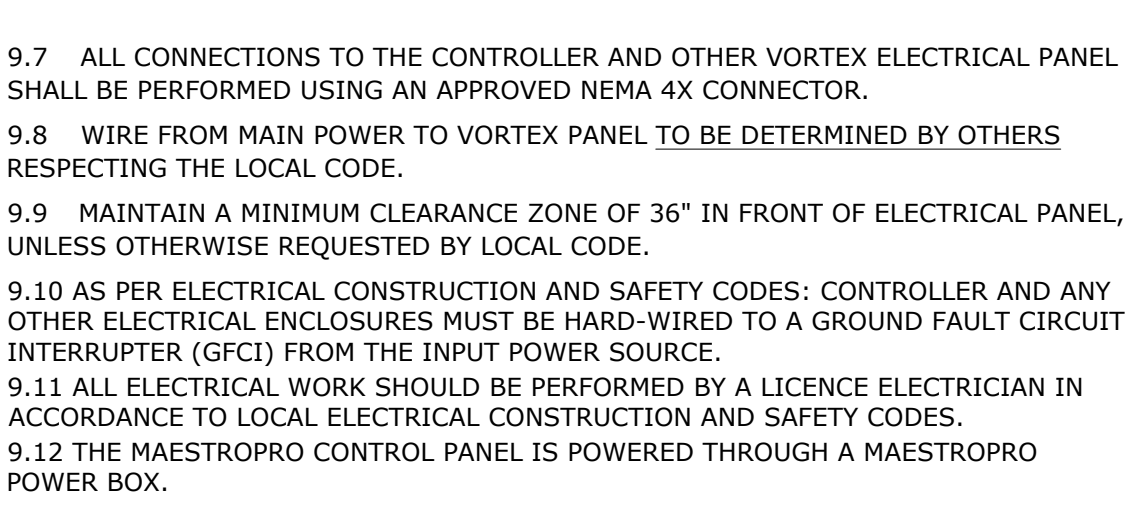 9.7 ALL CONNECTIONS TO THE CONTROLLER AND OTHER VORTEX ELECTRICAL PANEL
SHALL BE PERFORMED USING AN APPROVED NEMA 4X CONNECTOR.
9.8 WIRE FROM MAIN POWER TO VORTEX PANEL TO BE DETERMINED BY OTHERS
RESPECTING THE LOCAL CODE.
9.9 MAINTAIN A MINIMUM CLEARANCE ZONE OF 36" IN FRONT OF ELECTRICAL PANEL,
UNLESS OTHERWISE REQUESTED BY LOCAL CODE.
9.10 AS PER ELECTRICAL CONSTRUCTION AND SAFETY CODES: CONTROLLER AND ANY
OTHER ELECTRICAL ENCLOSURES MUST BE HARD-WIRED TO A GROUND FAULT CIRCUIT
INTERRUPTER (GFCI) FROM THE INPUT POWER SOURCE.
9.11 ALL ELECTRICAL WORK SHOULD BE PERFORMED BY A LICENCE ELECTRICIAN IN
ACCORDANCE TO LOCAL ELECTRICAL CONSTRUCTION AND SAFETY CODES.
9.12 THE MAESTROPRO CONTROL PANEL IS POWERED THROUGH A MAESTROPRO
POWER BOX.